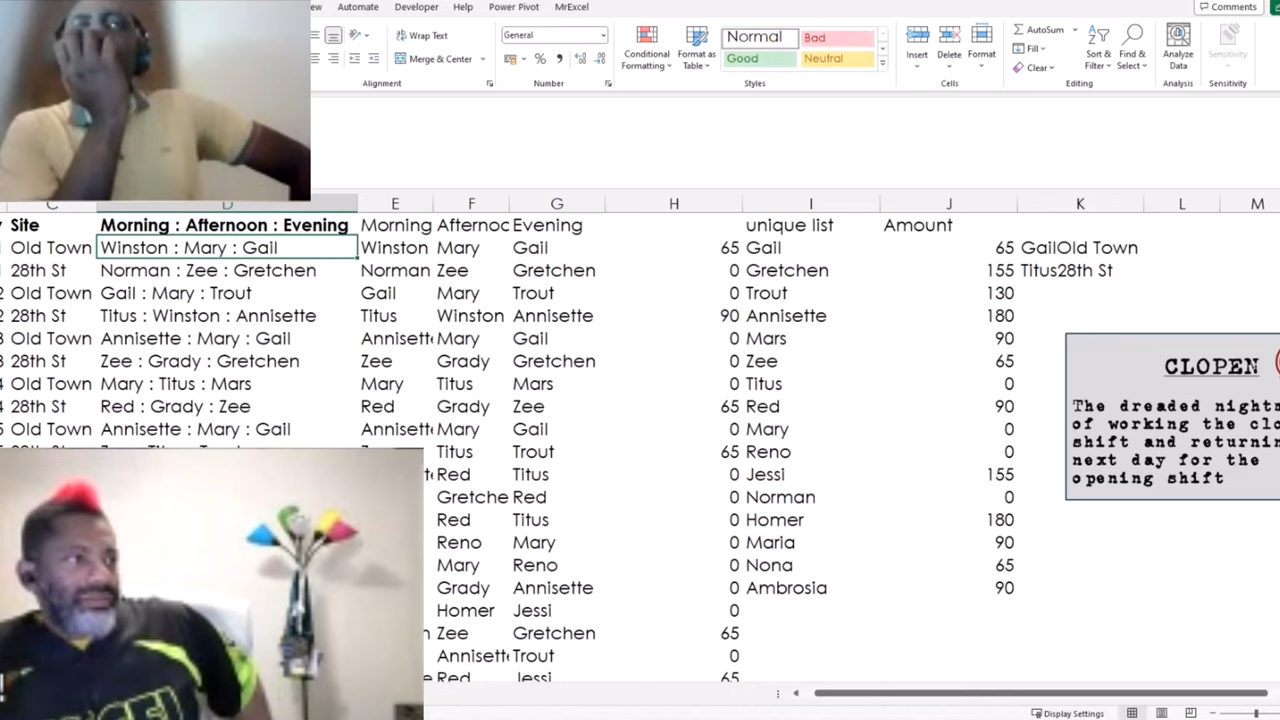 Automate Developer Help Power Pivot MrExcel Comments
Wrap Text General Normal Bad AutoSum
Merge & Center % Conditional Formatting Format as Table Good Neutral Insert Delete Format Fill Sort & Filter Find & Select Analyze Data Sensitivity
Clear
Alignment Number Styles Cells Editing Analysis Sensitivity
C D E F G H I J K L M
Site Morning : Afternoon : Evening Morning Evening unique list Amount
Old Town Winston : Mary : Gail Winston Mary Gail 65 Gail 65 GailOld Town
28th St Norman : Zee : Gretchen Norman Zee Gretchen 0 Gretchen 155 Titus28th St
2 Old Town Gail : Mary : Trout Gail Mary Trout 0 Trout 130
2 28th St Titus : Winston : Annisette Titus Winston Annisette 90 Annisette 180
3 Old Town Annisette : Mary : Gail Mary Gail 0 Mars 90
3 28th St Zee : Grady : Gretchen Zee Grady Gretchen 0 Zee 65
4 Old Town Mary : Titus : Mars Mary Titus Mars 0 Titus 0
4 28th St Red : Grady : Zee Red Grady Zee 65 Red 90
5 Old Town Annisette : Mary : Gail Mary Gail 0 Mary 0
Titus Trout 65 Reno 0
Red Titus 0 Jessi 155
Red 0 Norman 0
Red Titus 0 Homer 180
Reno Mary 0 Maria 90
Mary Reno 0 Nona 65
Grady Annisette 0 Ambrosia 90
Homer Jessi 0
Zee Gretchen 65
Trout 0
Red Jessi 65
CLOPEN
The dreaded
of working the
shift and
next day for the
opening shift
Display Settings